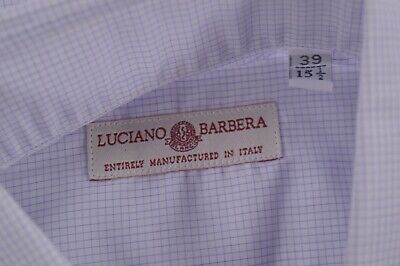 39
15 1/2
LUCIANO BARBERA
ENTIRELY MANUFACTURED IN ITALY